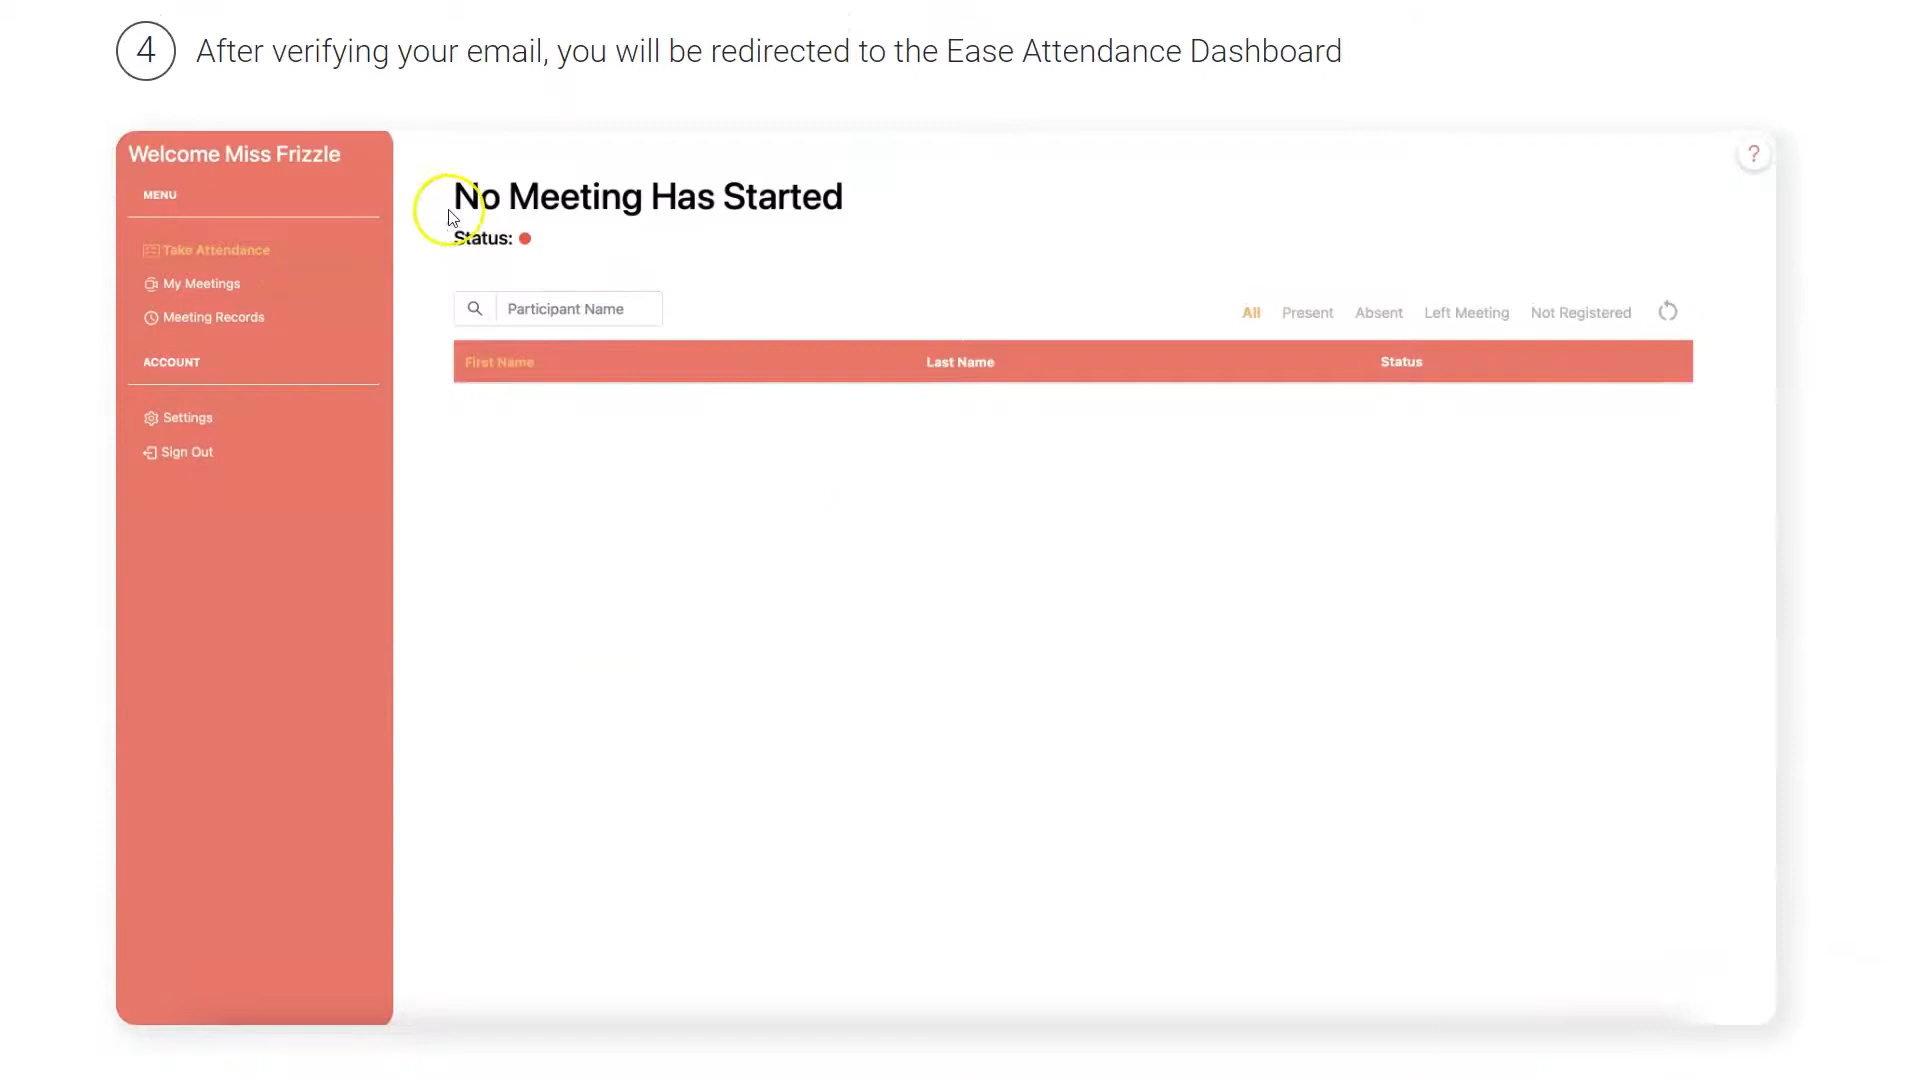 4 After verifying your email, you will be redirected to the Ease Attendance Dashboard
Welcome Miss Frizzle
MENU
Take Attendance
My Meetings
Meeting Records
ACCOUNT
Settings
Sign Out
?
No Meeting Has Started
Status:
Participant Name
All Present Absent Left Meeting Not Registered
First Name Last Name Status